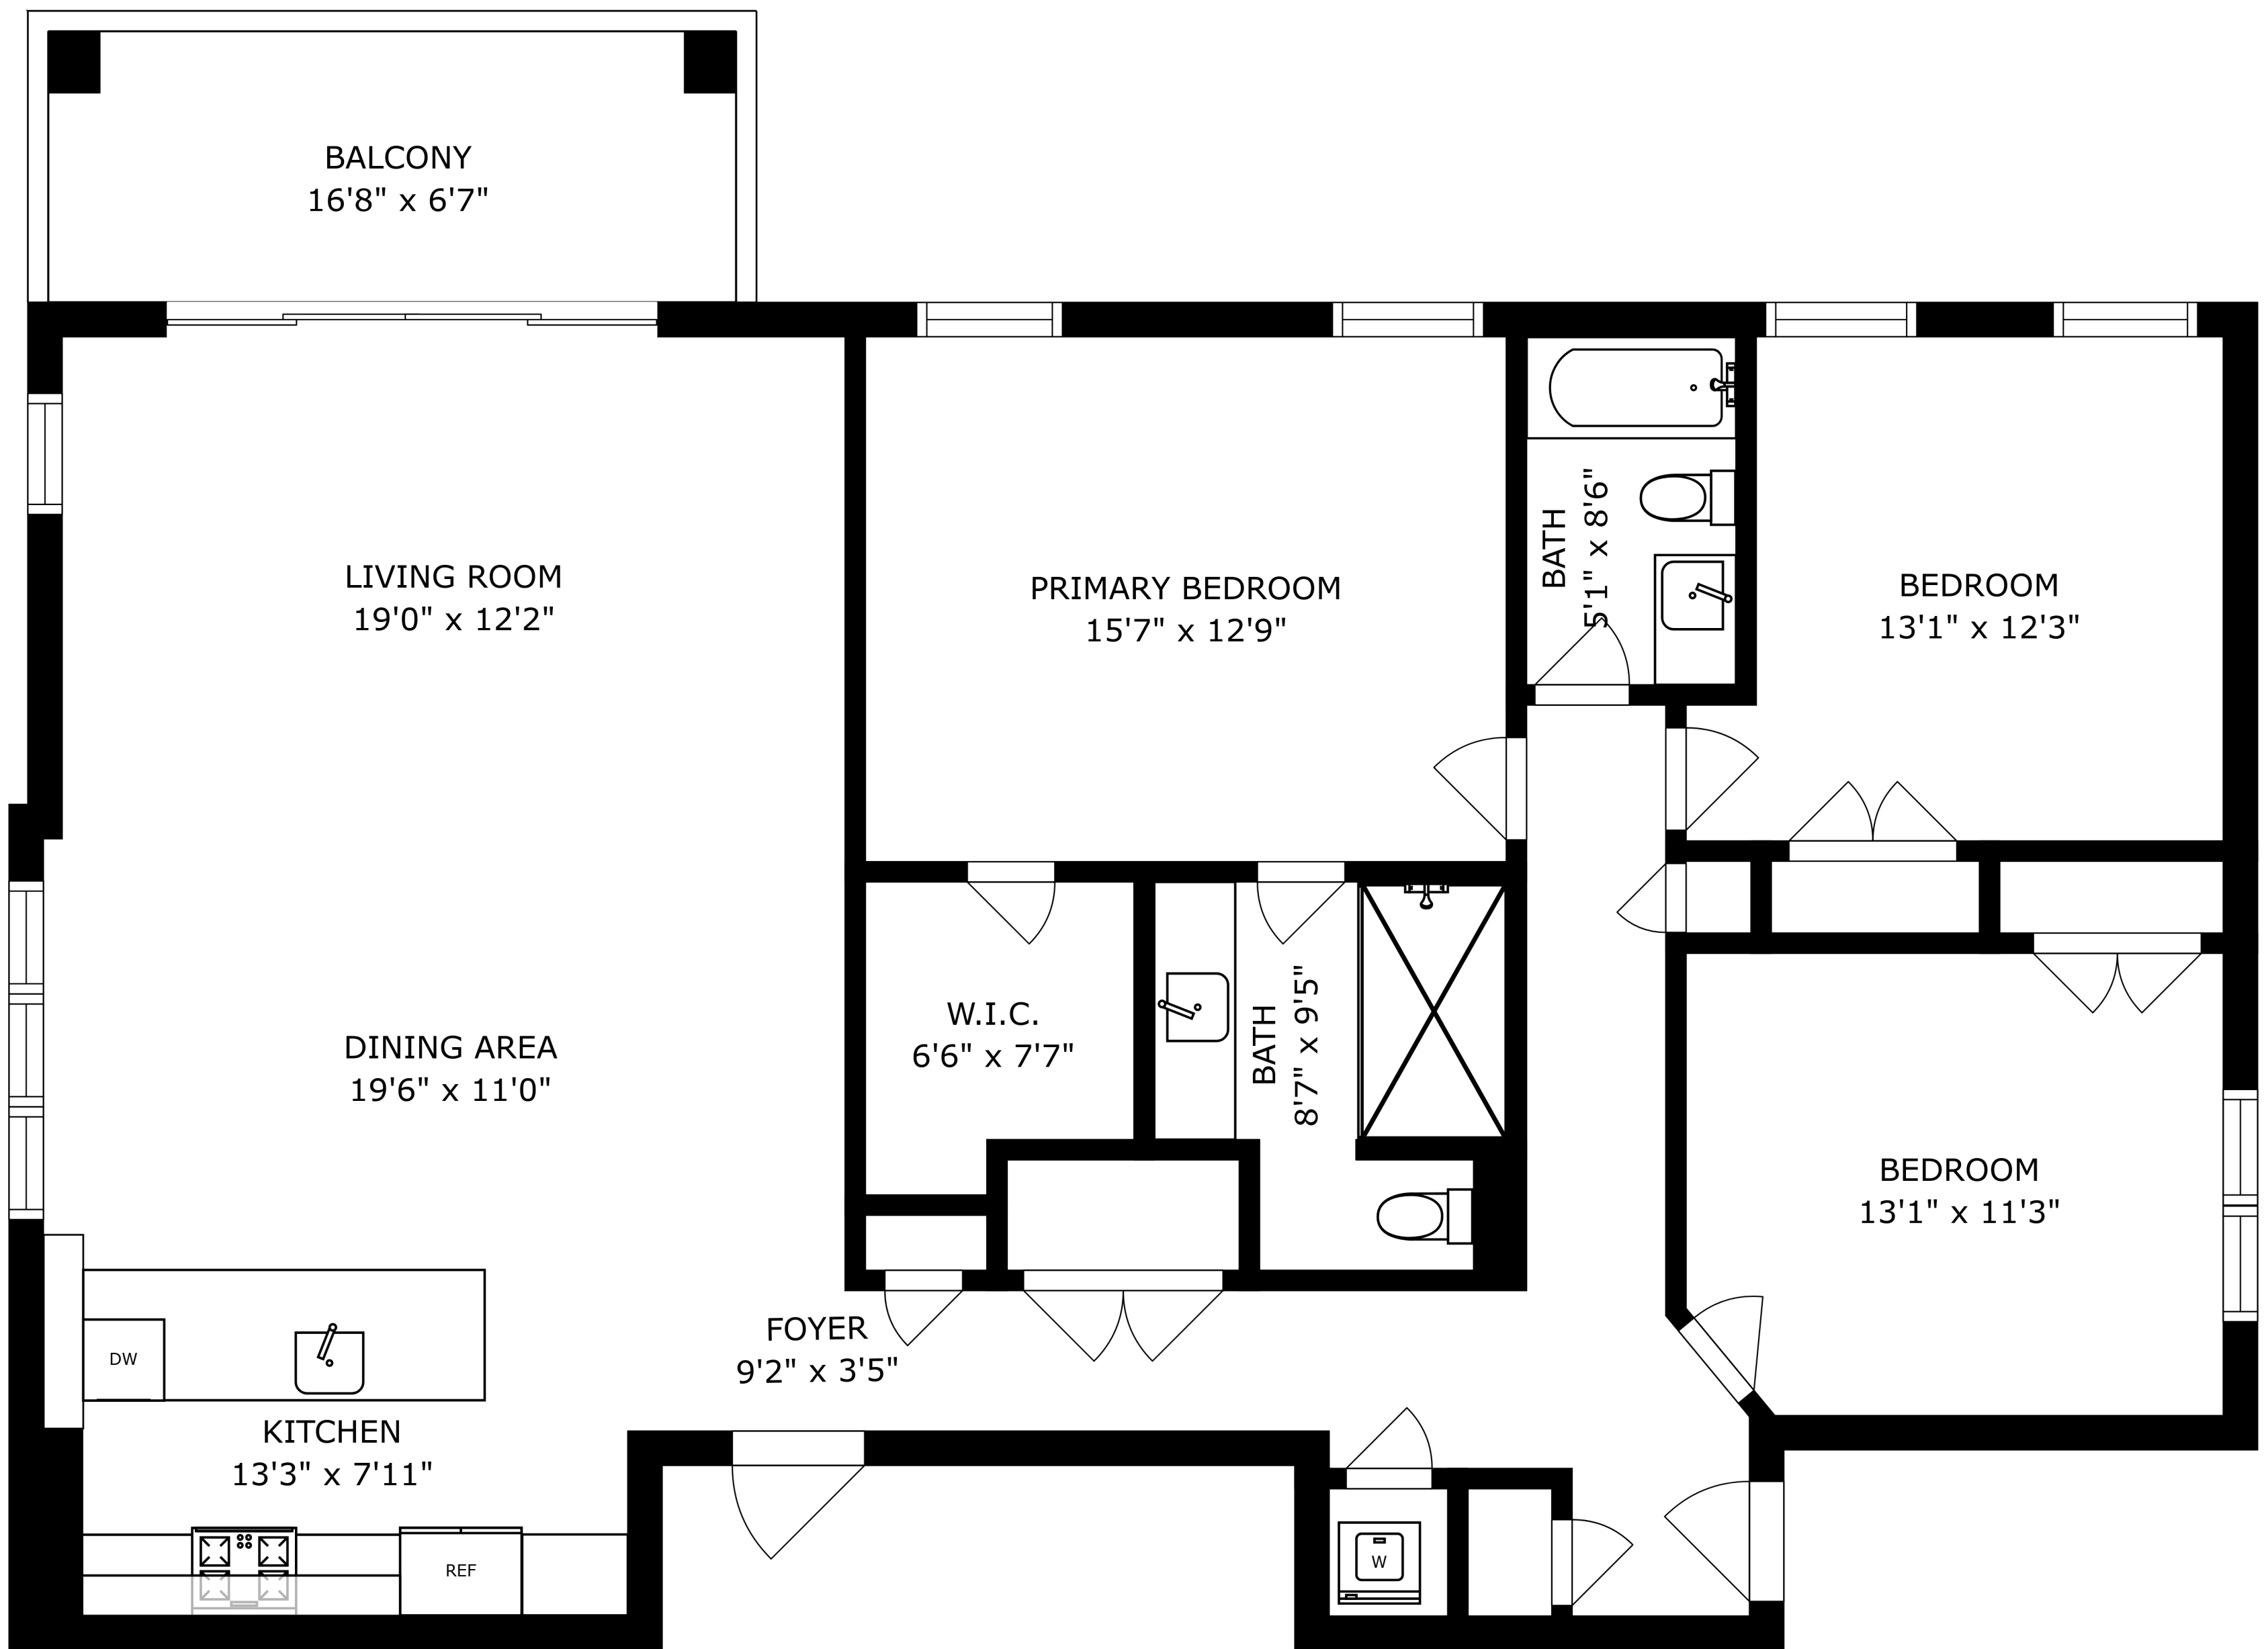 BALCONY
16'8" x 6'7"
LIVING ROOM
19'0" x 12'2"
PRIMARY BEDROOM
15'7" x 12'9"
BATH
5'1" x 8'6"
BEDROOM
13'1" x 12'3"
DINING AREA
19'6" x 11'0"
W.I.C.
6'6" x 7'7"
BATH
8'7" x 9'5"
BEDROOM
13'1" x 11'3"
FOYER
9'2" x 3'5"
DW
KITCHEN
13'3" x 7'11"
REF
W